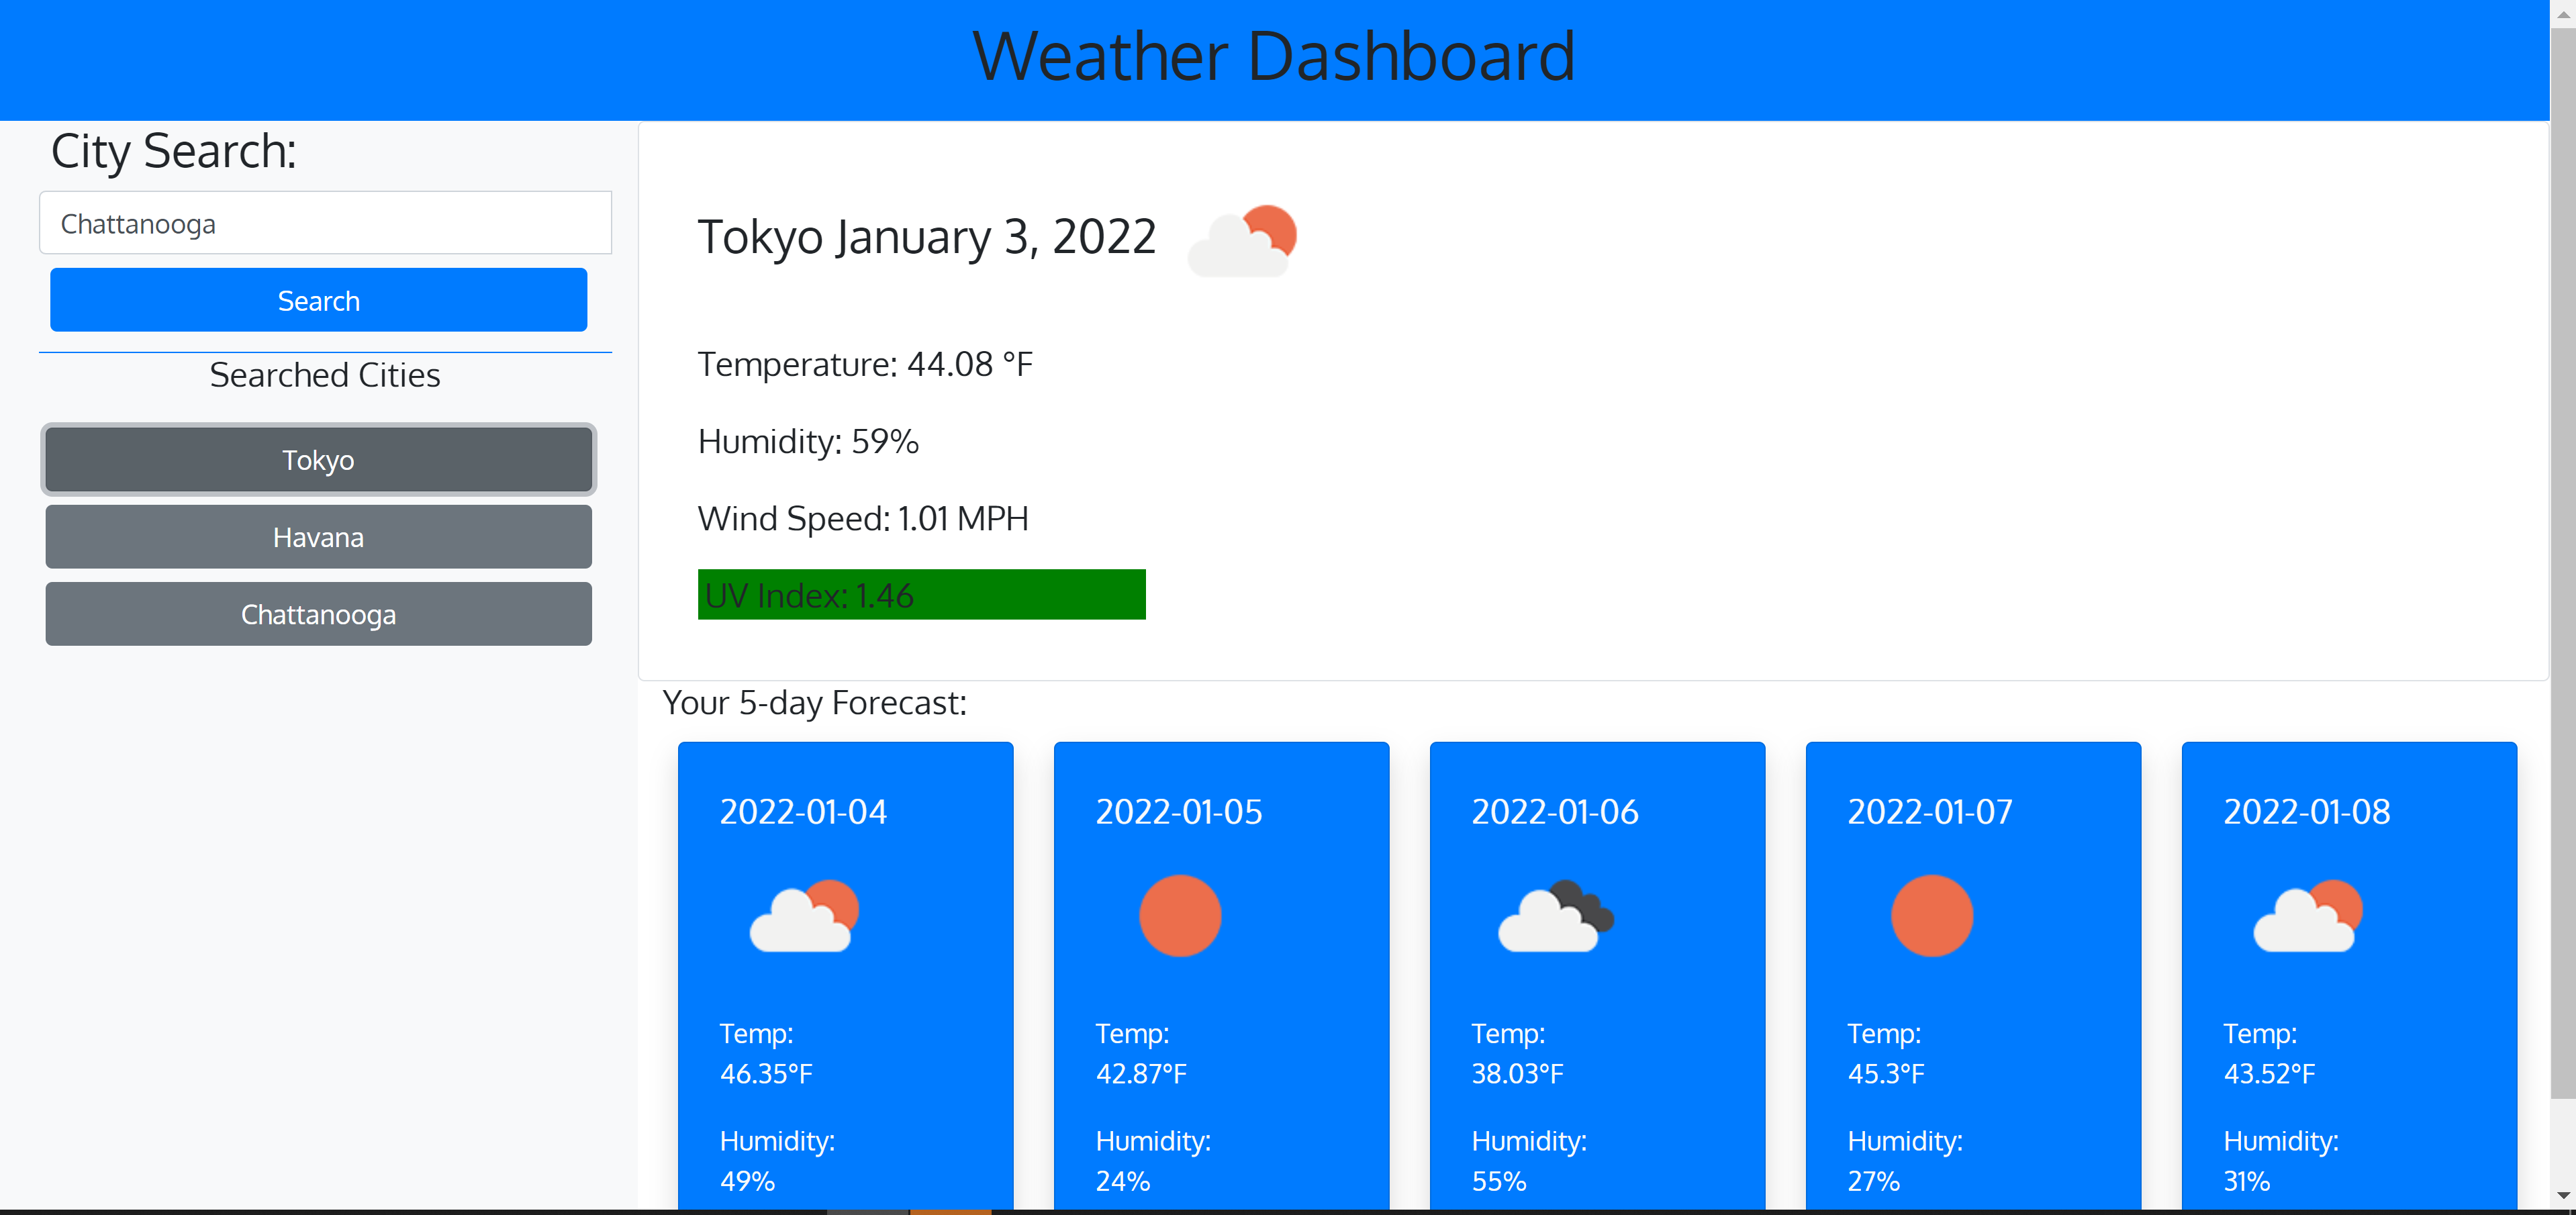 Weather Dashboard
City Search:
Chattanooga
Search
Searched Cities
Tokyo
Havana
Chattanooga
Tokyo January 3, 2022
Temperature: 44.08 °F
Humidity: 59%
Wind Speed: 1.01 MPH
UV Index: 1.46
Your 5-day Forecast:
2022-01-04
Temp:
46.35°F
Humidity:
49%
2022-01-05
Temp:
42.87°F
Humidity:
24%
2022-01-06
Temp:
38.03°F
Humidity:
55%
2022-01-07
Temp:
45.3°F
Humidity:
27%
2022-01-08
Temp:
43.52°F
Humidity:
31%